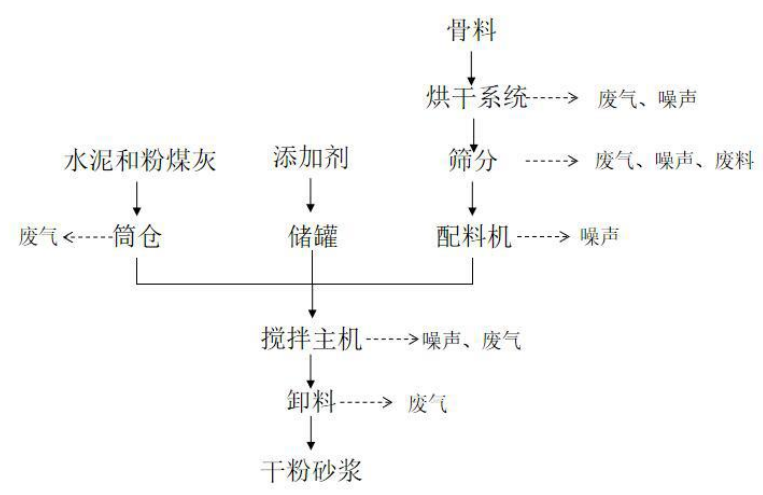 骨料
烘干系统 废气、噪声
水泥和粉煤灰 添加剂 筛分 废气、噪声、废料
废气 筒仓 储罐 配料机 噪声
搅拌主机 噪声、废气
卸料 废气
干粉砂浆